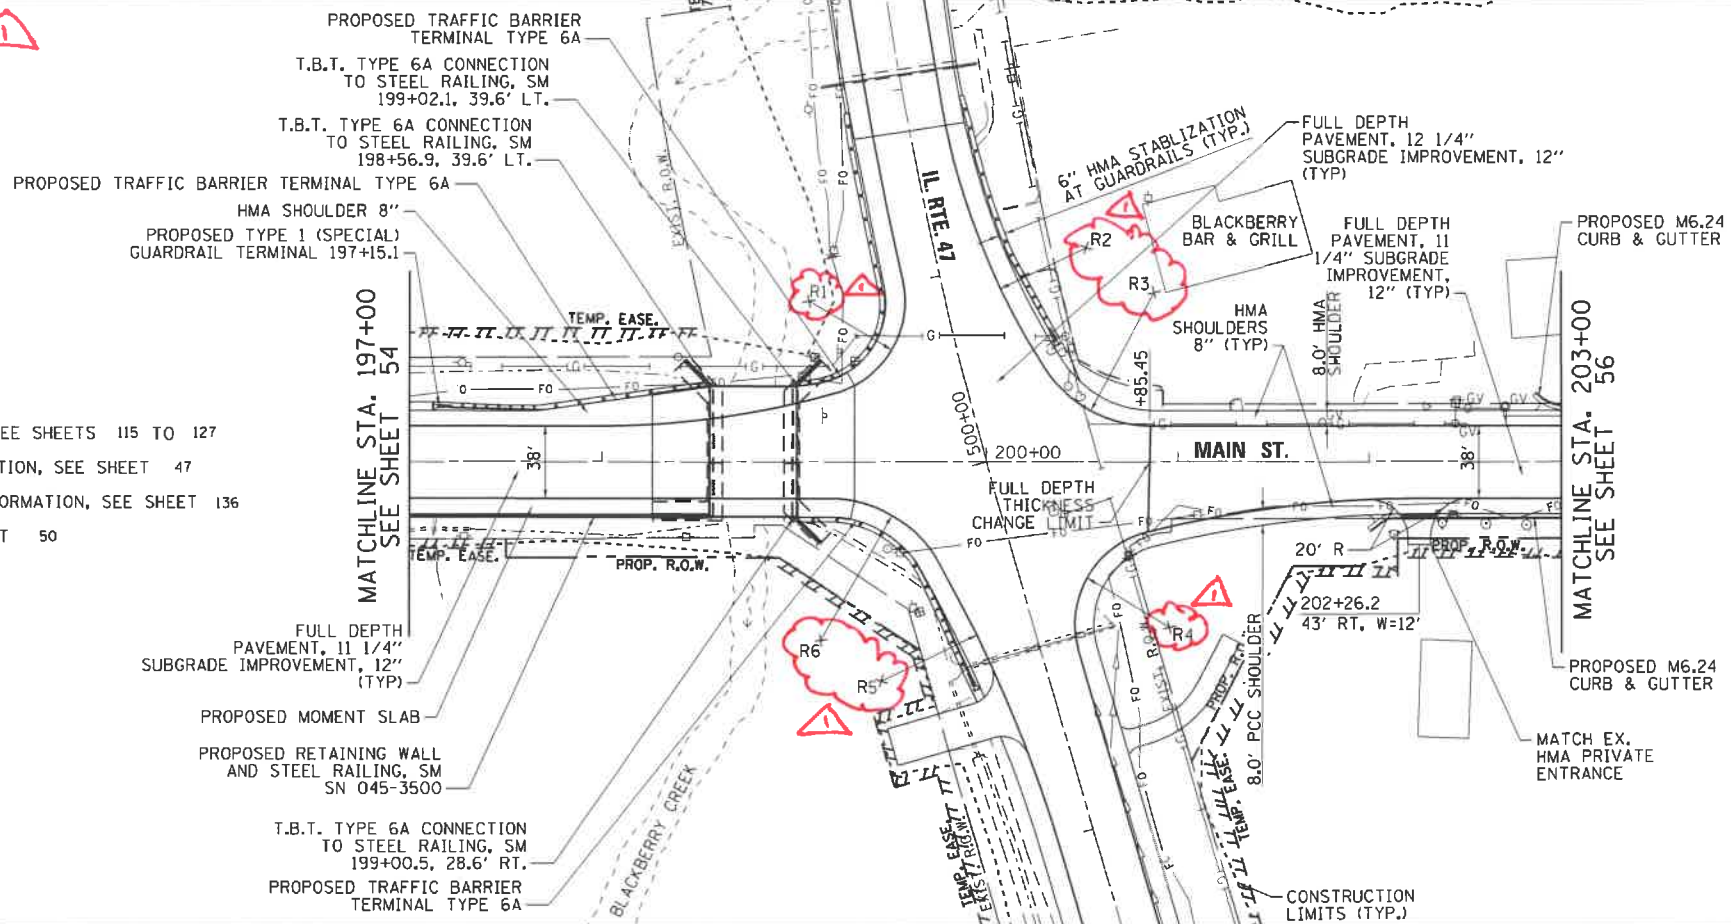 1
PROPOSED TRAFFIC BARRIER
TERMINAL TYPE 6A
T.B.T. TYPE 6A CONNECTION
TO STEEL RAILING, SM
199+02.1, 39.6' LT.
T.B.T. TYPE 6A CONNECTION
TO STEEL RAILING, SM
198+56.9, 39.6' LT.
PROPOSED TRAFFIC BARRIER TERMINAL TYPE 6A
HMA SHOULDER 8"
PROPOSED TYPE 1 (SPECIAL)
GUARDRAIL TERMINAL 197+15.1
EXIST. R.O.W.
IL. RTE. 47
6" HMA STABLIZATION
AT GUARDRAILS (TYP.)
FULL DEPTH
PAVEMENT, 12 1/4"
SUBGRADE IMPROVEMENT, 12"
(TYP)
BLACKBERRY
BAR & GRILL
FULL DEPTH
PAVEMENT, 11
1/4" SUBGRADE
IMPROVEMENT,
12" (TYP)
PROPOSED M6.24
CURB & GUTTER
R1
R2
R3
1
HMA
SHOULDERS
8" (TYP)
8.0' HMA
SHOULDER
+85.45
TEMP. EASE.
MATCHLINE STA. 197+00
SEE SHEET 54
MATCHLINE STA. 203+00
SEE SHEET 56
EE SHEETS 115 TO 127
TION, SEE SHEET 47
ORMATION, SEE SHEET 136
T 50
38'
500+00
200+00
MAIN ST.
38'
FULL DEPTH
THICKNESS
CHANGE LIMIT
TEMP. EASE.
PROP. R.O.W.
20' R
PROP. R.O.W.
202+26.2
43' RT, W=12'
R4
1
R6
R5
1
FULL DEPTH
PAVEMENT, 11 1/4"
SUBGRADE IMPROVEMENT, 12"
(TYP)
PROPOSED MOMENT SLAB
PROPOSED RETAINING WALL
AND STEEL RAILING, SM
SN 045-3500
T.B.T. TYPE 6A CONNECTION
TO STEEL RAILING, SM
199+00.5, 28.6' RT.
PROPOSED TRAFFIC BARRIER
TERMINAL TYPE 6A
BLACKBERRY CREEK
TEMP. EASE.
EXIST. R.O.W.
EXIST. R.O.W.
TEMP. EASE.
8.0' PCC SHOULDER
PROPOSED M6.24
CURB & GUTTER
MATCH EX.
HMA PRIVATE
ENTRANCE
CONSTRUCTION
LIMITS (TYP.)